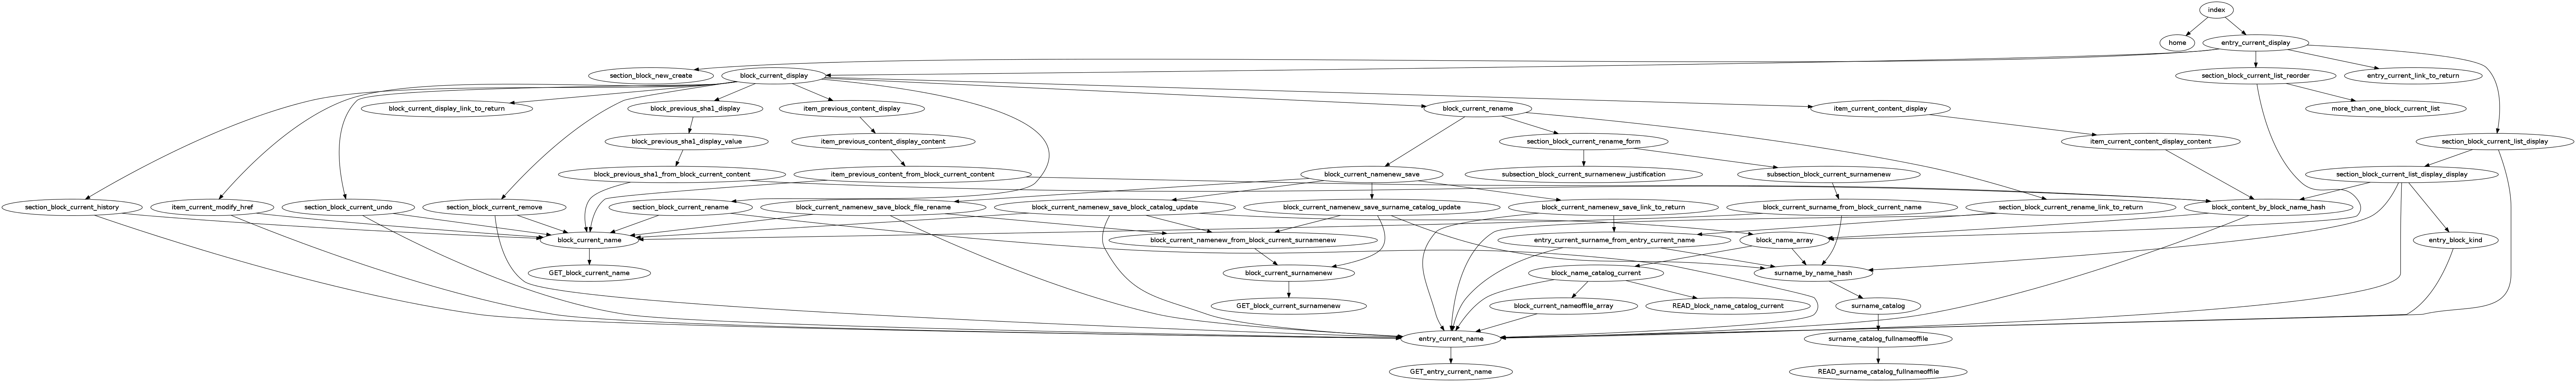 index
home
entry_current_display
section_block_new_create
block_current_display
section_block_current_list_reorder
entry_current_link_to_return
block_current_display_link_to_return
block_previous_sha1_display
item_previous_content_display
block_current_rename
item_current_content_display
more_than_one_block_current_list
block_previous_sha1_display_value
item_previous_content_display_content
section_block_current_rename_form
item_current_content_display_content
section_block_current_list_display
block_previous_sha1_from_block_current_content
item_previous_content_from_block_current_content
block_current_namenew_save
subsection_block_current_surnamenew_justification
subsection_block_current_surnamenew
section_block_current_list_display_display
section_block_current_history
item_current_modify_href
section_block_current_undo
section_block_current_remove
section_block_current_rename
block_current_namenew_save_block_file_rename
block_current_namenew_save_block_catalog_update
block_current_namenew_save_surname_catalog_update
block_current_namenew_save_link_to_return
block_current_surname_from_block_current_name
section_block_current_rename_link_to_return
block_content_by_block_name_hash
block_current_name
block_current_namenew_from_block_current_surnamenew
entry_current_surname_from_entry_current_name
block_name_array
entry_block_kind
GET_block_current_name
block_current_surnamenew
block_name_catalog_current
surname_by_name_hash
GET_block_current_surnamenew
block_current_nameoffile_array
READ_block_name_catalog_current
surname_catalog
entry_current_name
surname_catalog_fullnameoffile
GET_entry_current_name
READ_surname_catalog_fullnameoffile